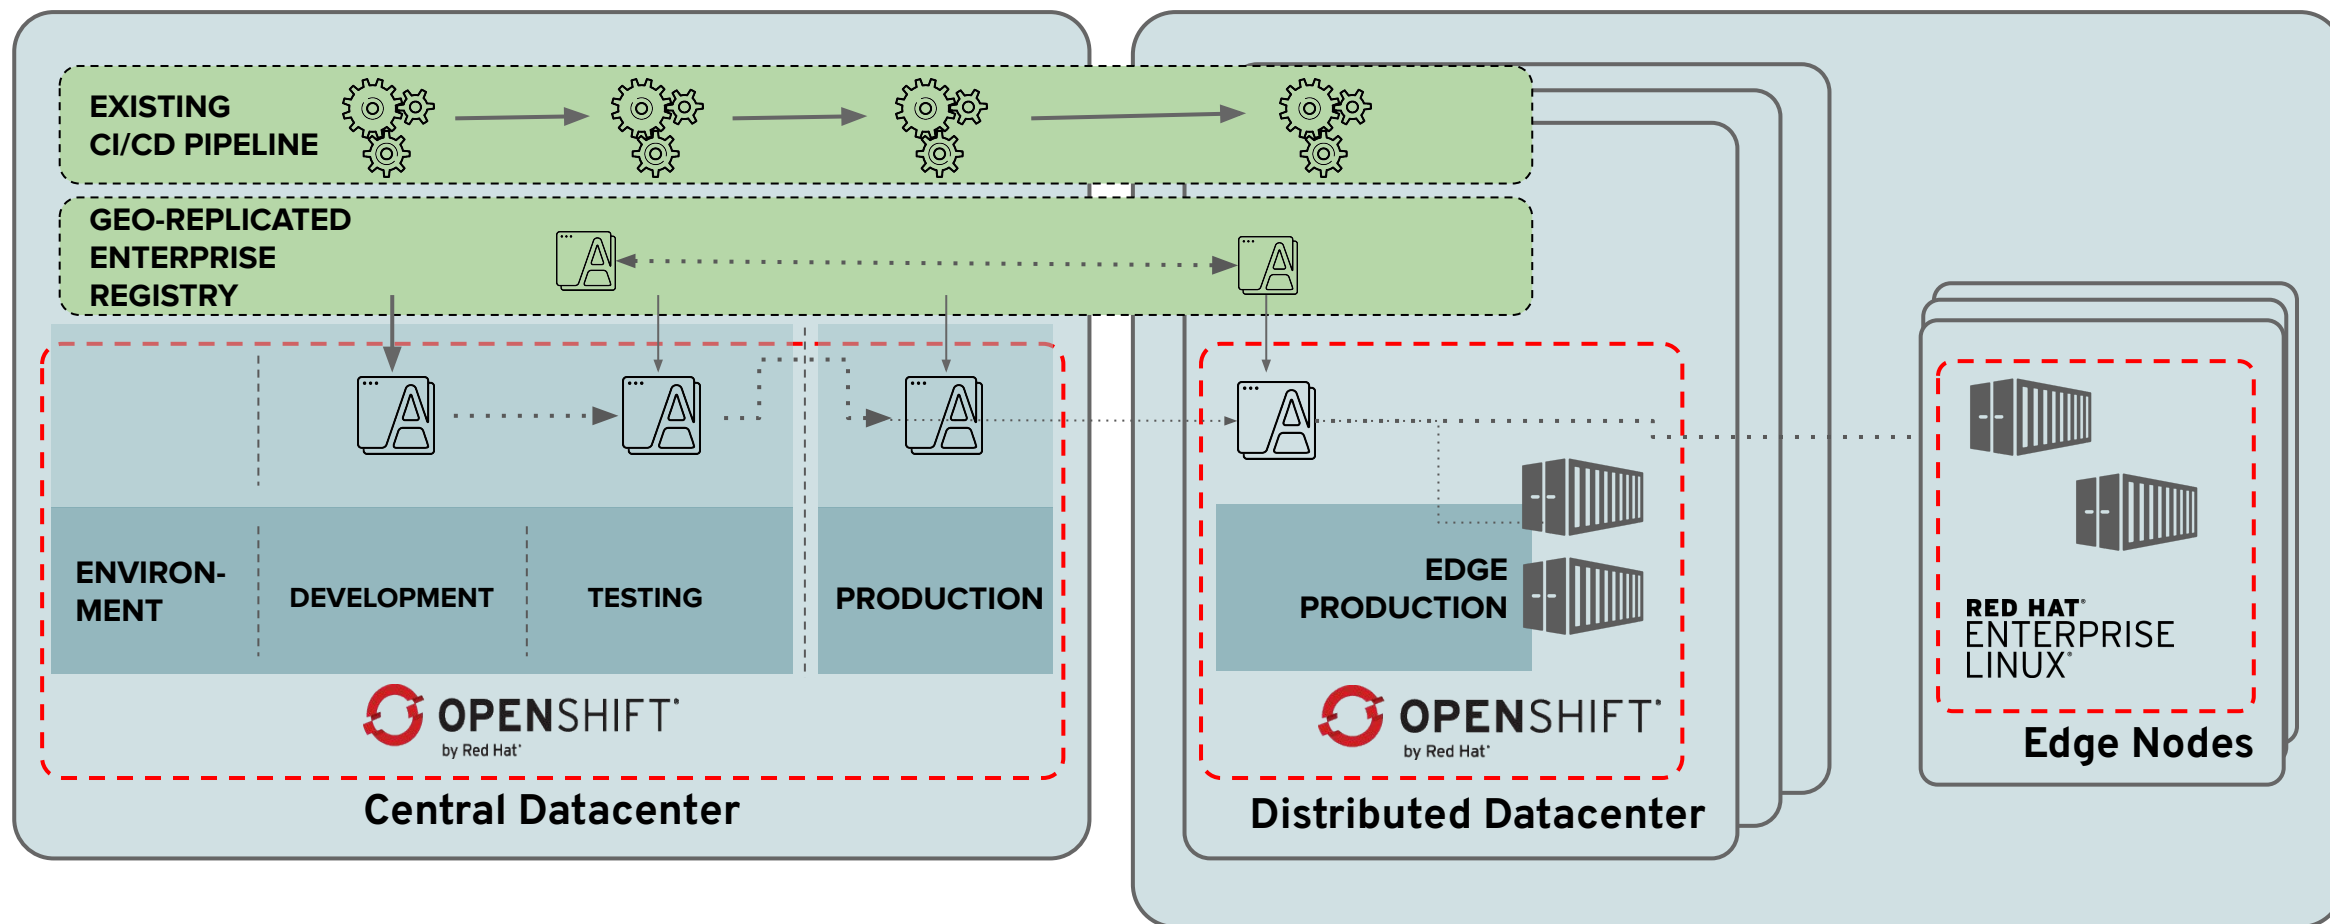 EXISTING
CI/CD PIPELINE
GEO-REPLICATED
ENTERPRISE
REGISTRY
ENVIRON-
MENT
DEVELOPMENT
TESTING
PRODUCTION
OPENSHIFT
by Red Hat
Central Datacenter
EDGE
PRODUCTION
OPENSHIFT
by Red Hat
Distributed Datacenter
RED HAT
ENTERPRISE
LINUX
Edge Nodes